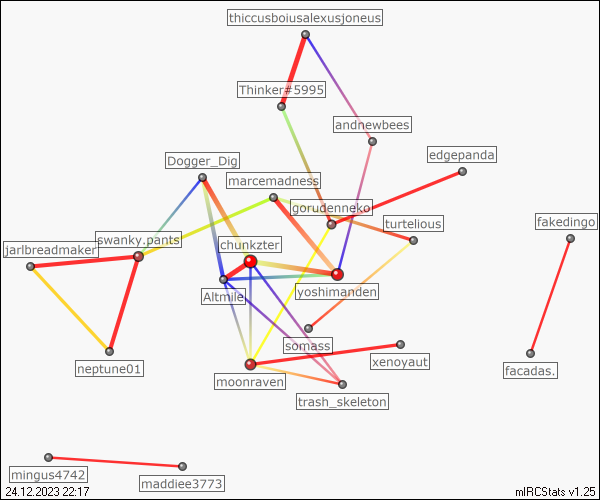 thiccusboiusalexusjoneus
Thinker#5995
andnewbees
edgepanda
Dogger_Dig
marcemadness
gorudenneko
turtelious
fakedingo
swanky.pants
chunkzter
jarlbreadmaker
Altmile
yoshimanden
somass
xenoyaut
neptune01
moonraven
facadas.
trash_skeleton
mingus4742
maddiee3773
24.12.2023 22:17
mIRCStats v1.25